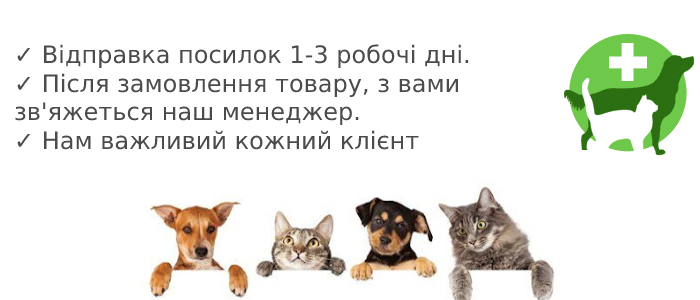 ✓ Відправка посилок 1-3 робочі дні.
✓ Після замовлення товару, з вами
зв'яжеться наш менеджер.
✓ Нам важливий кожний клієнт